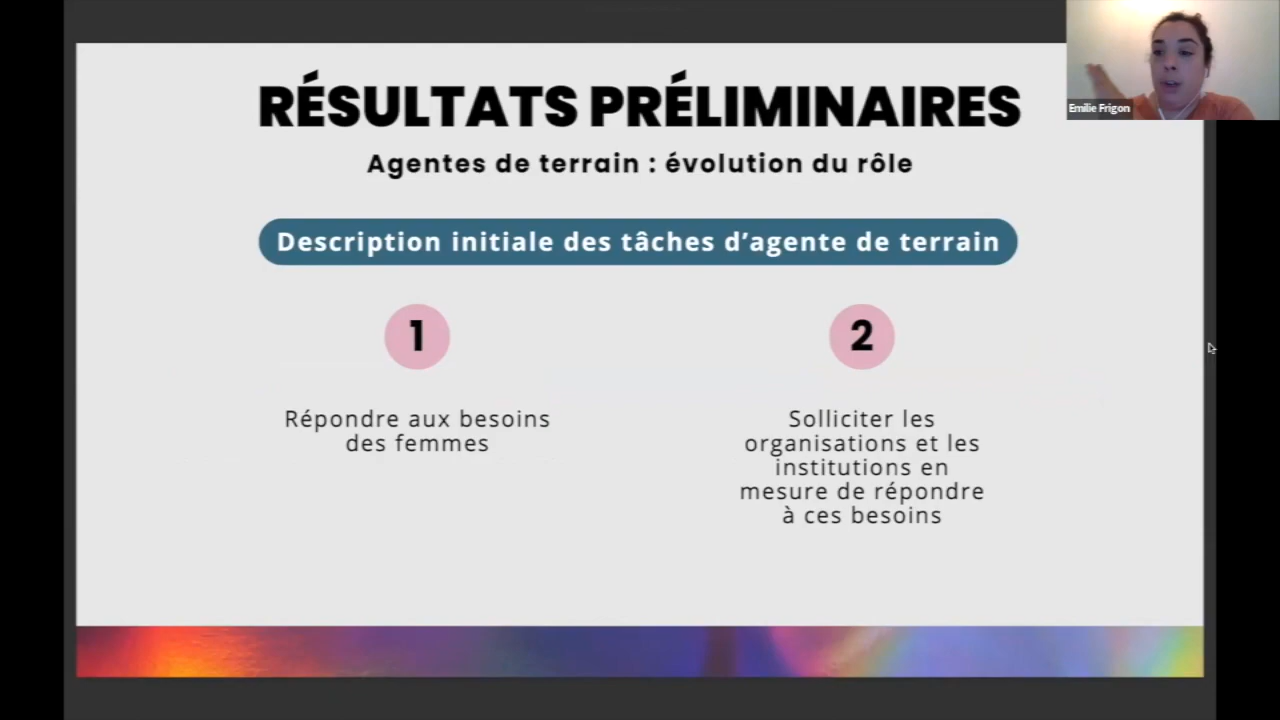 RÉSULTATS PRÉLIMINAIRES
Emilie Frigon
Agentes de terrain : évolution du rôle
Description initiale des tâches d’agente de terrain
1
2
Répondre aux besoins
des femmes
Solliciter les
organisations et les
institutions en
mesure de répondre
à ces besoins